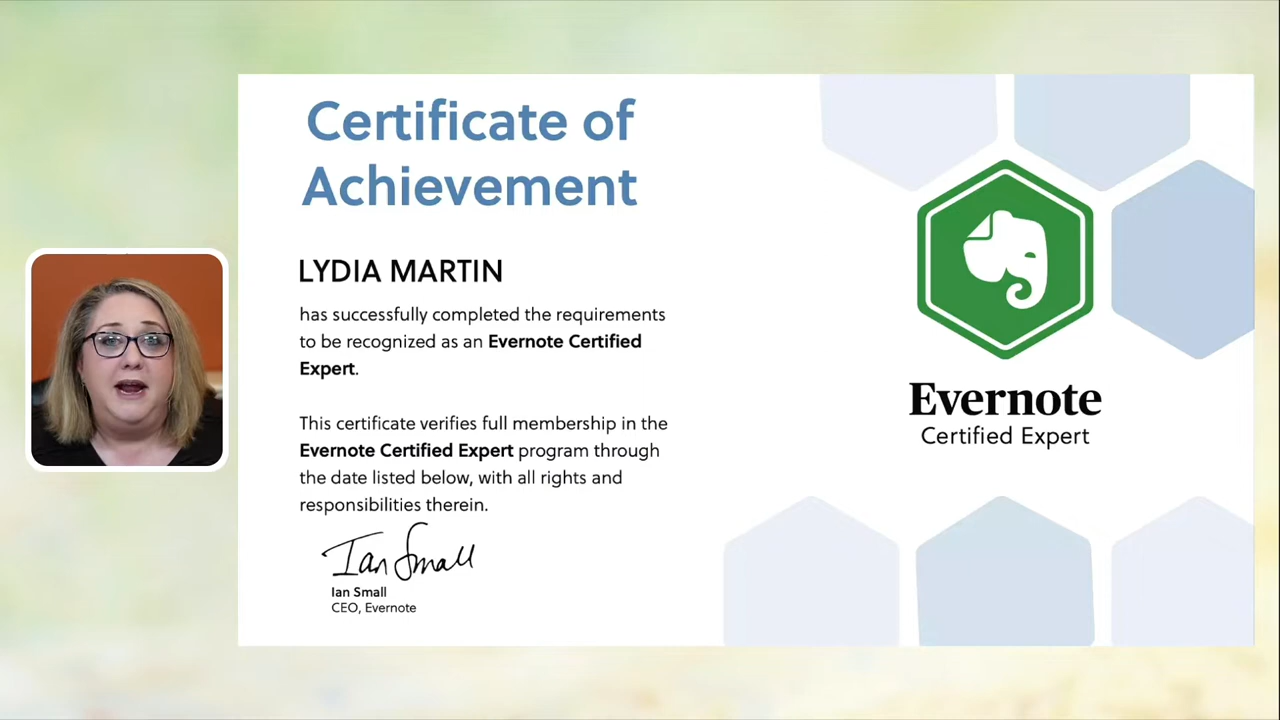 Certificate of
Achievement
LYDIA MARTIN
has successfully completed the requirements
to be recognized as an Evernote Certified
Expert.
This certificate verifies full membership in the
Evernote Certified Expert program through
the date listed below, with all rights and
responsibilities therein.
Ian Small
Ian Small
CEO, Evernote
Evernote
Certified Expert